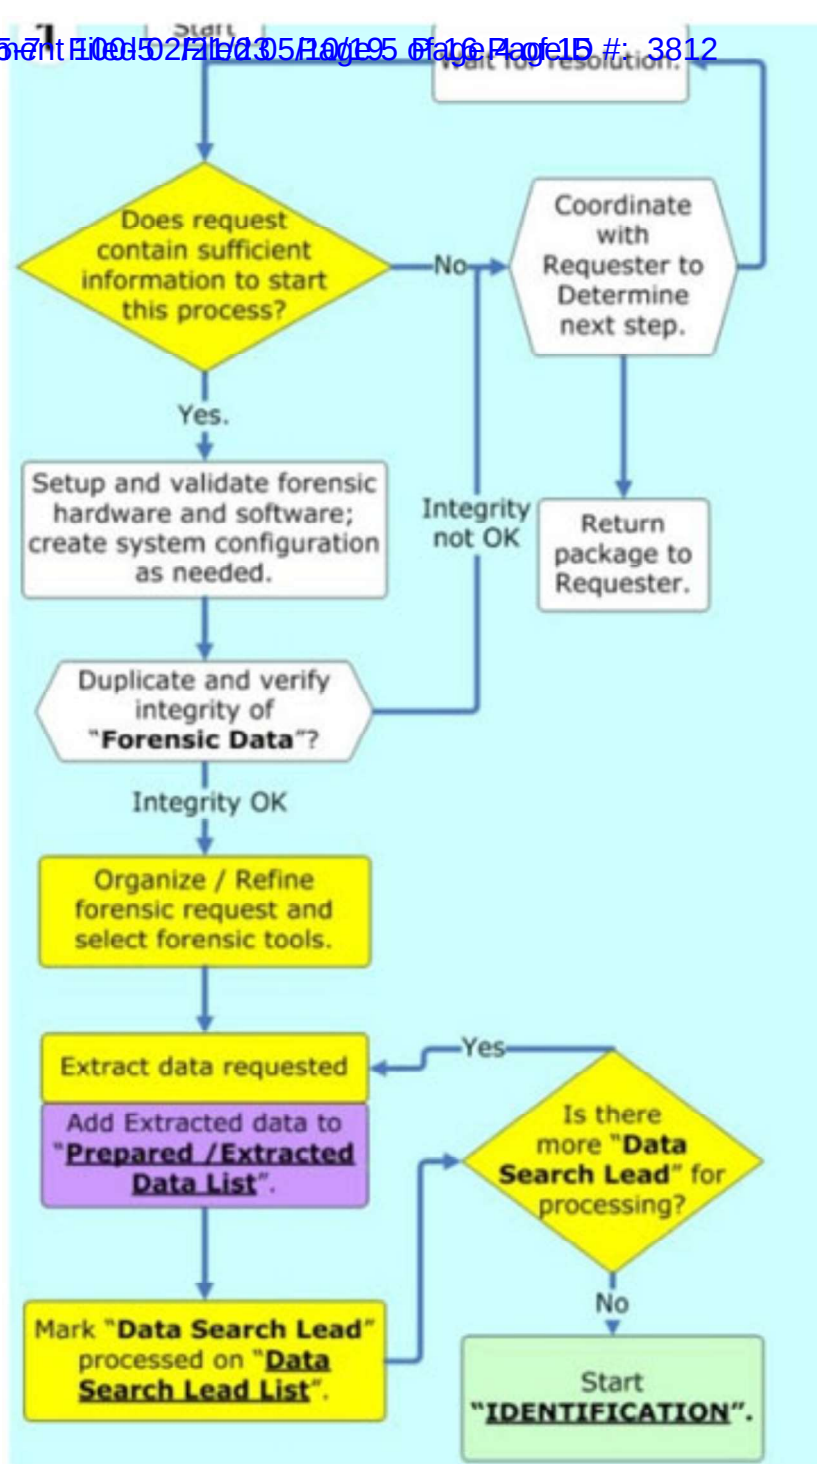 Start
Wait for resolution.
Does request
contain sufficient
information to start
this process?
No
Coordinate
with
Requester to
Determine
next step.
Yes.
Setup and validate forensic
hardware and software;
create system configuration
as needed.
Integrity
not OK
Return
package to
Requester.
Duplicate and verify
integrity of
“Forensic Data”?
Integrity OK
Organize / Refine
forensic request and
select forensic tools.
Extract data requested
Yes
Add Extracted data to
“Prepared /Extracted
Data List”.
Is there
more “Data
Search Lead” for
processing?
No
Mark “Data Search Lead”
processed on “Data
Search Lead List”.
Start
“IDENTIFICATION”.